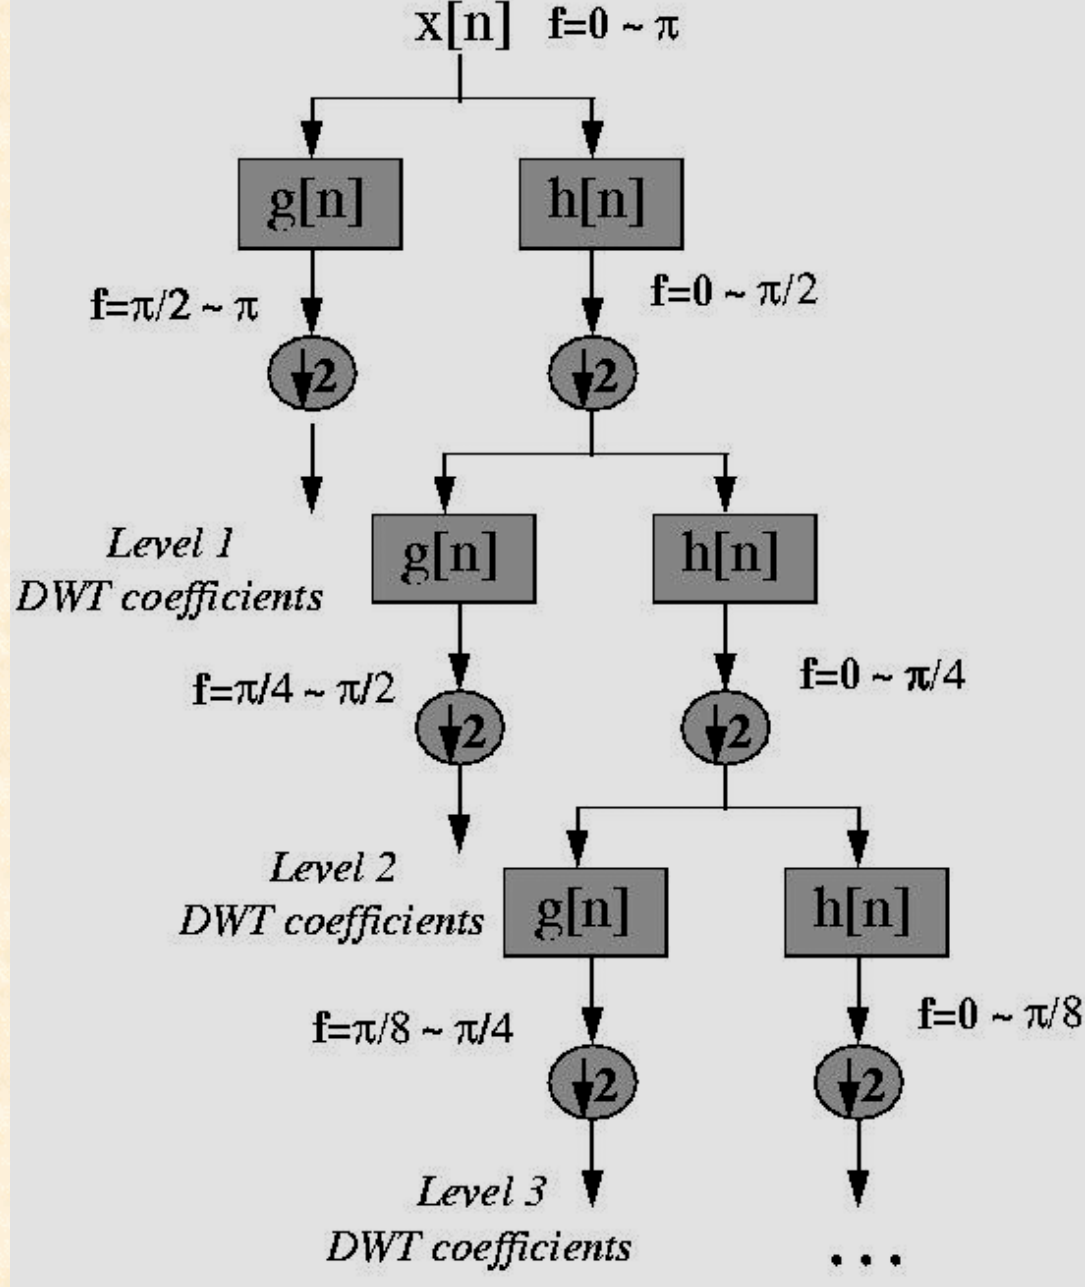 x[n] f=0 ~ π
g[n] h[n]
f=π/2 ~ π f=0 ~ π/2
2 2
Level 1
DWT coefficients
g[n] h[n]
f=π/4 ~ π/2 f=0 ~ π/4
2 2
Level 2
DWT coefficients
g[n] h[n]
f=π/8 ~ π/4 f=0 ~ π/8
2 2
Level 3
DWT coefficients
...